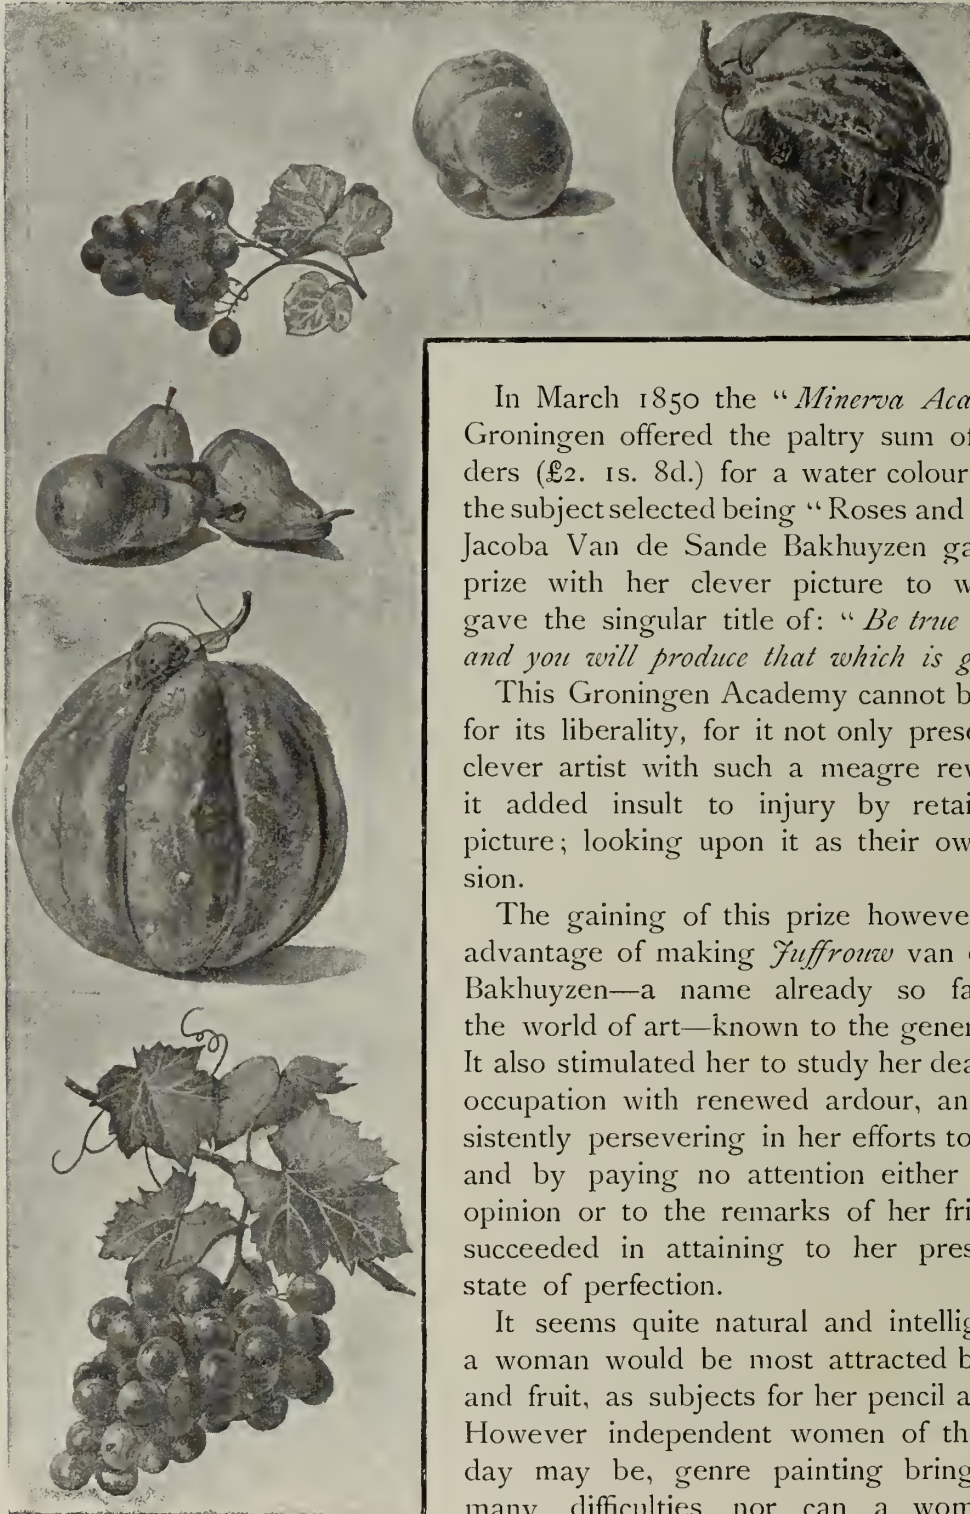 In March 1850 the “Minerva Aca
Groningen offered the paltry sum of
ders (£2. 1s. 8d.) for a water colour
the subject selected being “Roses and
Jacoba Van de Sande Bakhuyzen ga
prize with her clever picture to w
gave the singular title of: “Be true
and you will produce that which is g
This Groningen Academy cannot b
for its liberality, for it not only prese
clever artist with such a meagre rew
it added insult to injury by retai
picture; looking upon it as their ow
sion.
The gaining of this prize howeve
advantage of making Juffrouw van
Bakhuyzen—a name already so fa
the world of art—known to the gener
It also stimulated her to study her dea
occupation with renewed ardour, an
sistently persevering in her efforts to
and by paying no attention either
opinion or to the remarks of her fri
succeeded in attaining to her pres
state of perfection.
It seems quite natural and intellig
a woman would be most attracted b
and fruit, as subjects for her pencil a
However independent women of th
day may be, genre painting bring
many difficulties nor can a wom